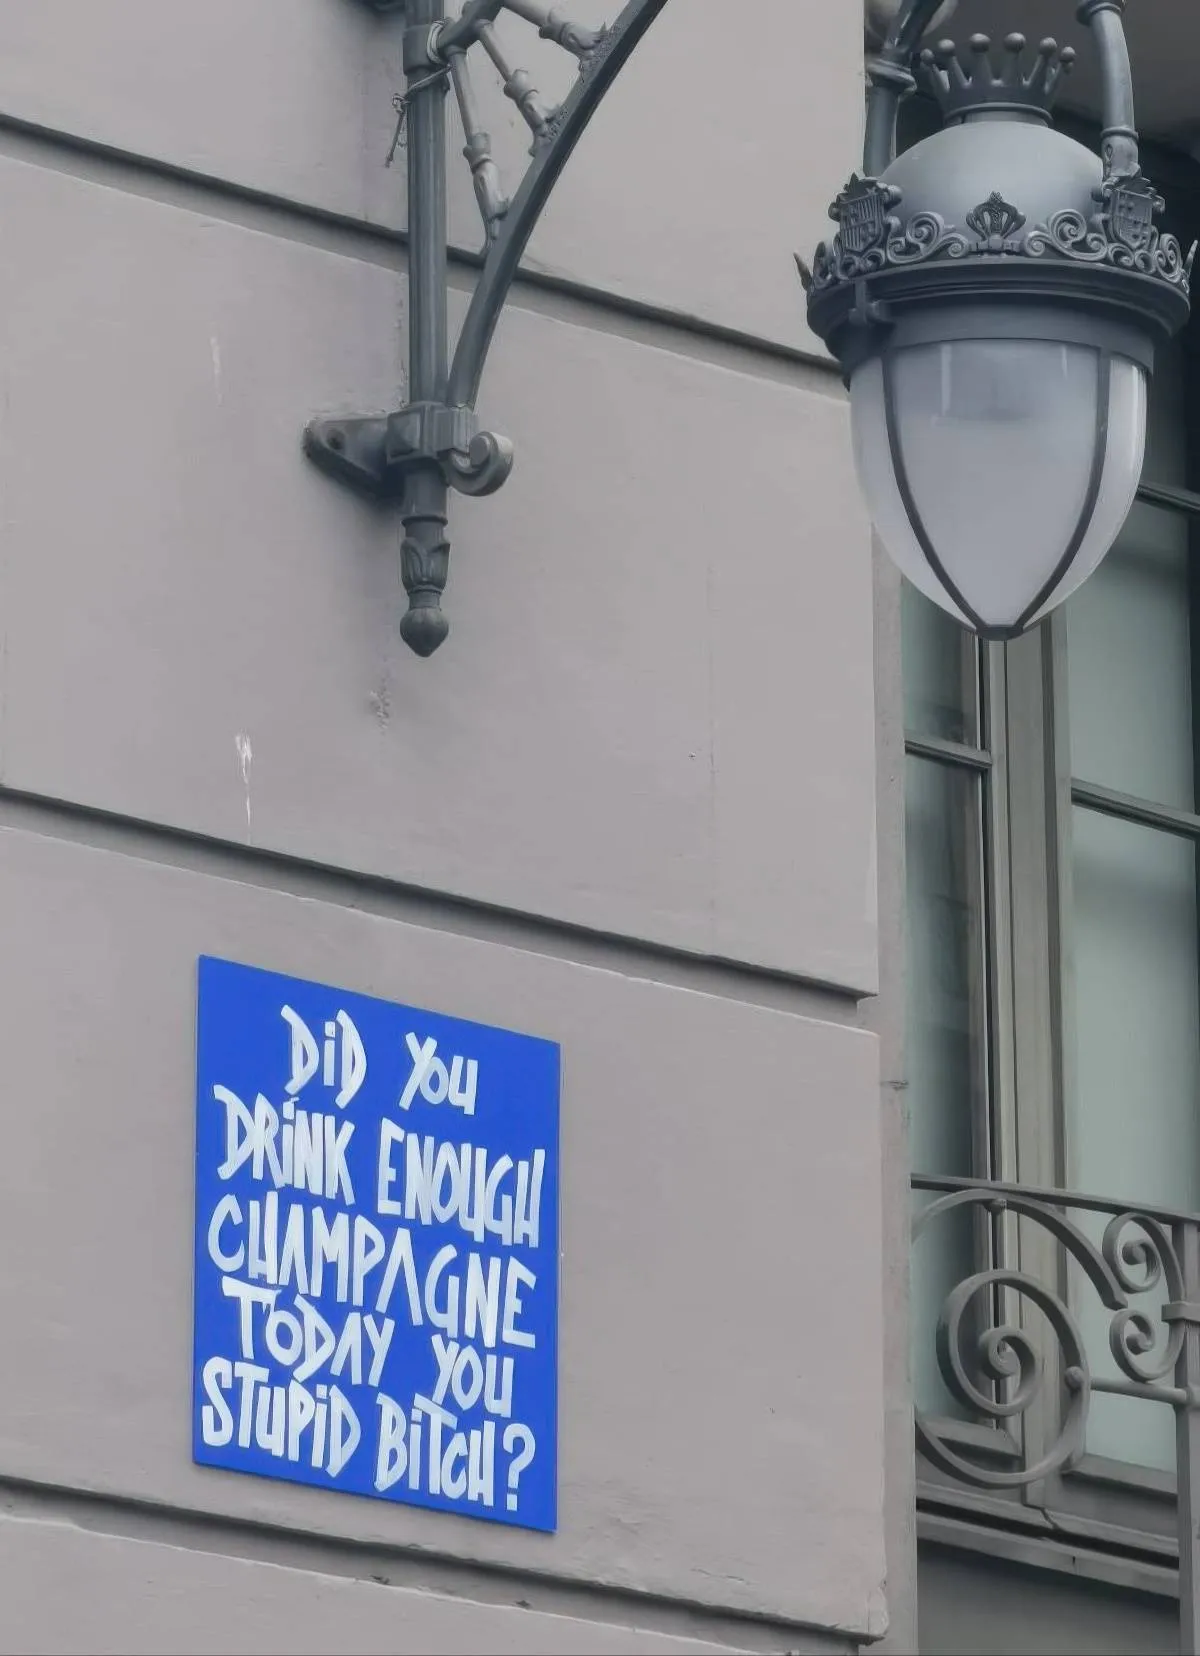 DiD YOU
DRiNK ENOUGH
CHAMPAGNE
TODAY YOU
STUPiD BiTCH?